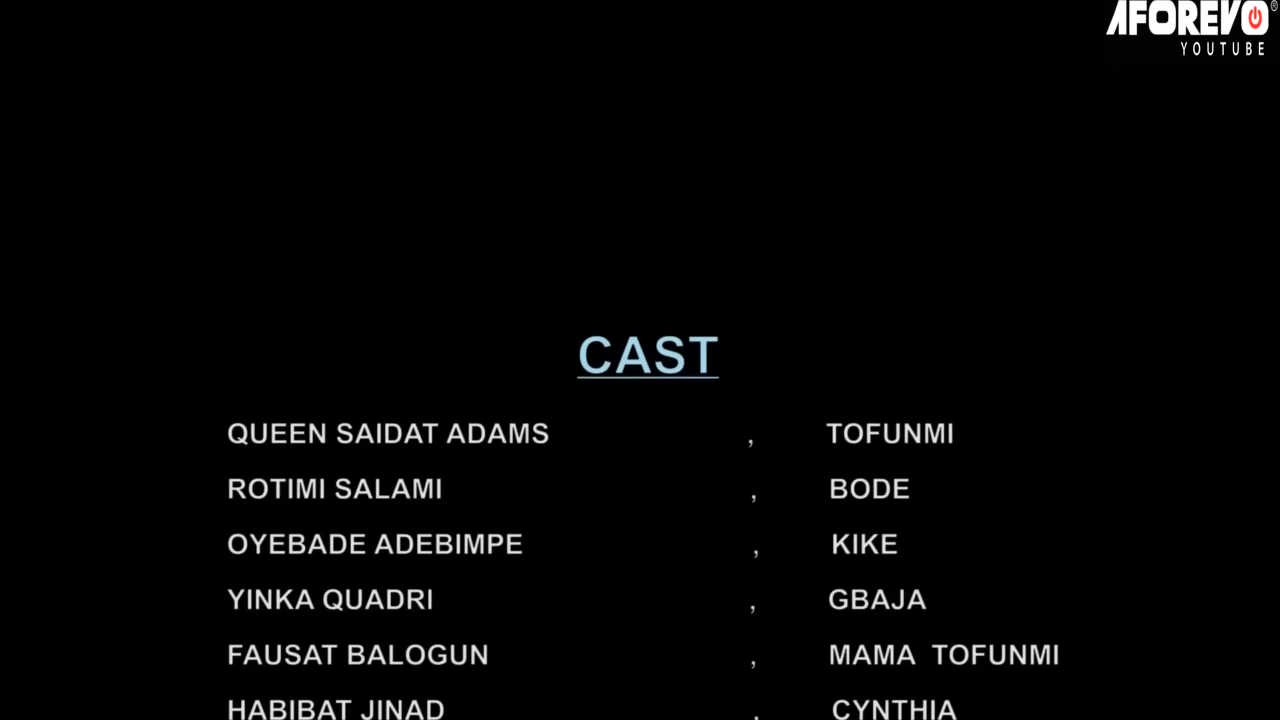 AFOREVO®
YOUTUBE
CAST
QUEEN SAIDAT ADAMS , TOFUNMI
ROTIMI SALAMI , BODE
OYEBADE ADEBIMPE , KIKE
YINKA QUADRI , GBAJA
FAUSAT BALOGUN , MAMA TOFUNMI
HABIBAT JINAD , CYNTHIA